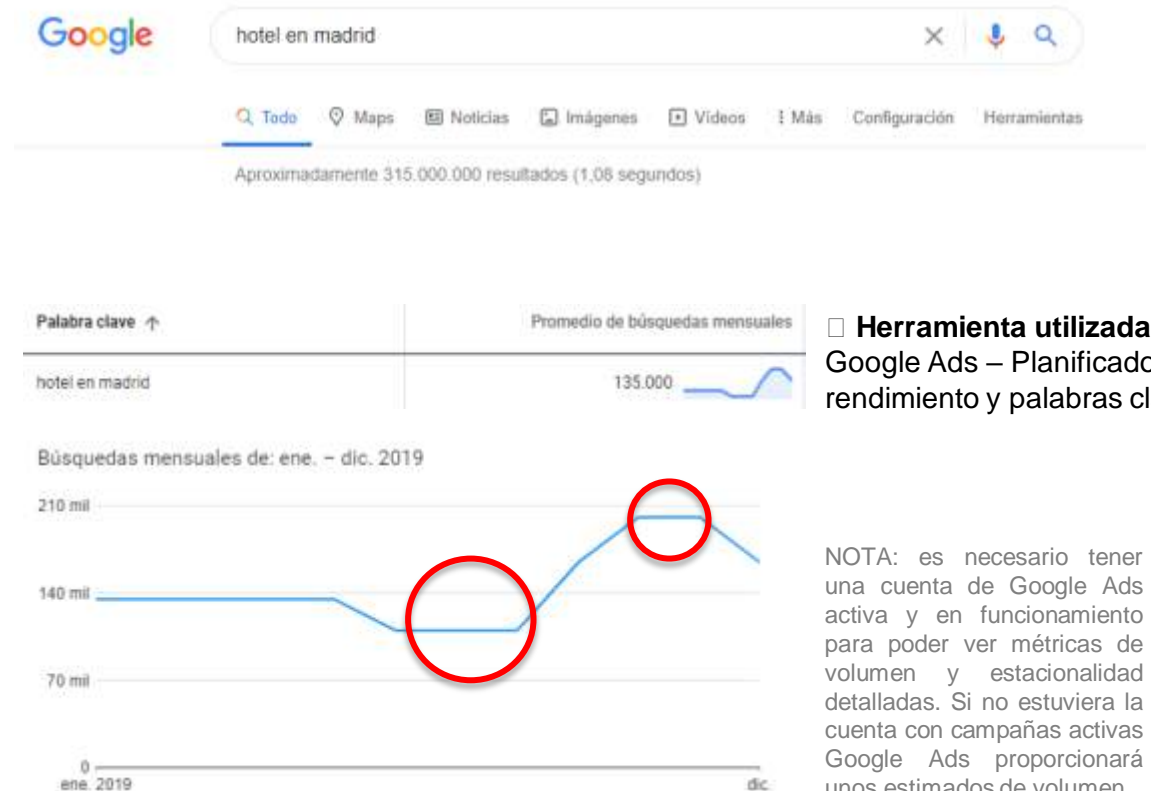 Google
hotel en madrid
Todo Maps Noticias Imágenes Vídeos Más Configuración Herramientas
Aproximadamente 315.000.000 resultados (1,08 segundos)
Palabra clave ↑ Promedio de búsquedas mensuales
hotel en madrid 135.000
□ Herramienta utilizada
Google Ads – Planificado
rendimiento y palabras cl
Búsquedas mensuales de: ene. – dic. 2019
210 mil
140 mil
70 mil
0
ene. 2019 dic.
NOTA: es necesario tener
una cuenta de Google Ads
activa y en funcionamiento
para poder ver métricas de
volumen y estacionalidad
detalladas. Si no estuviera la
cuenta con campañas activas
Google Ads proporcionará
unos estimados de volumen